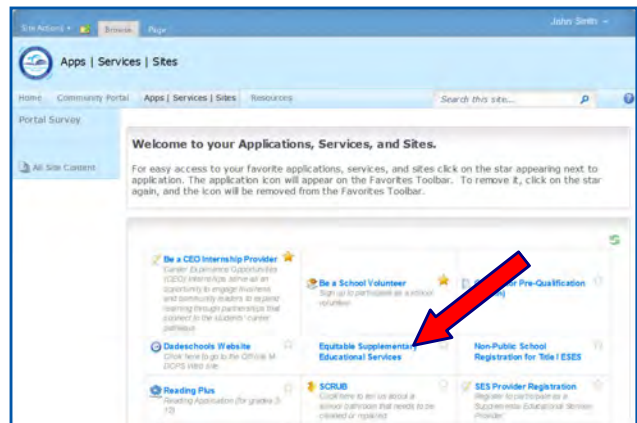 Site Actions Browse Page John Smith
Apps | Services | Sites
Home Community Portal Apps | Services | Sites Resources Search this site...
Portal Survey
All Site Content
Welcome to your Applications, Services, and Sites.
For easy access to your favorite applications, services, and sites click on the star appearing next to
application. The application icon will appear on the Favorites Toolbar. To remove it, click on the star
again, and the icon will be removed from the Favorites Toolbar.
Be a CEO Internship Provider
Career Experience Opportunities
(CEO) internships serve as an
opportunity to engage business
and community leaders to expand
learning through partnerships that
connect to the students' career
pathways
Be a School Volunteer
Sign up to participate as a school
volunteer
or Pre-Qualification
Dadeschools Website
Click here to go to the Official M-
DCPS Web site
Equitable Supplementary
Educational Services
Non-Public School
Registration for Title I ESES
Reading Plus
Reading Application (for grades 3-
12)
SCRUB
Click here to tell us about a
school bathroom that needs to be
cleaned or repaired
SES Provider Registration
Register to participate as a
Supplemental Educational Services
Provider